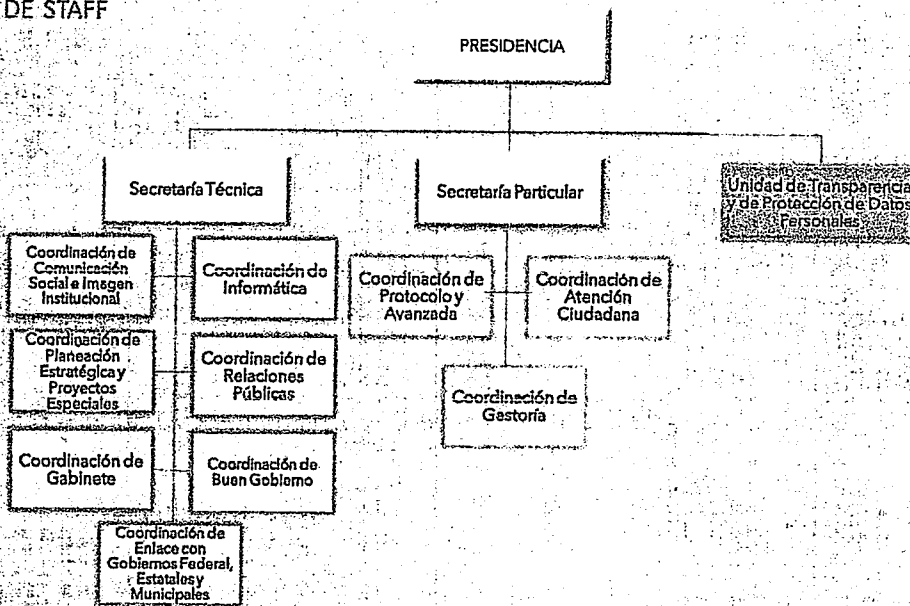 DE STAFF
PRESIDENCIA
Secretaría Técnica
Secretaría Particular
Unidad de Transparencia
y de Protección de Datos
Personales
Coordinación de
Comunicación
Social e Imagen
Institucional
Coordinación de
Informática
Coordinación de
Protocolo y
Avanzada
Coordinación de
Atención
Ciudadana
Coordinación de
Planeación
Estratégica y
Proyectos
Especiales
Coordinación de
Relaciones
Públicas
Coordinación de
Gestoría
Coordinación de
Gabinete
Coordinación de
Buen Gobierno
Coordinación de
Enlace con
Gobiernos Federal,
Estatales y
Municipales